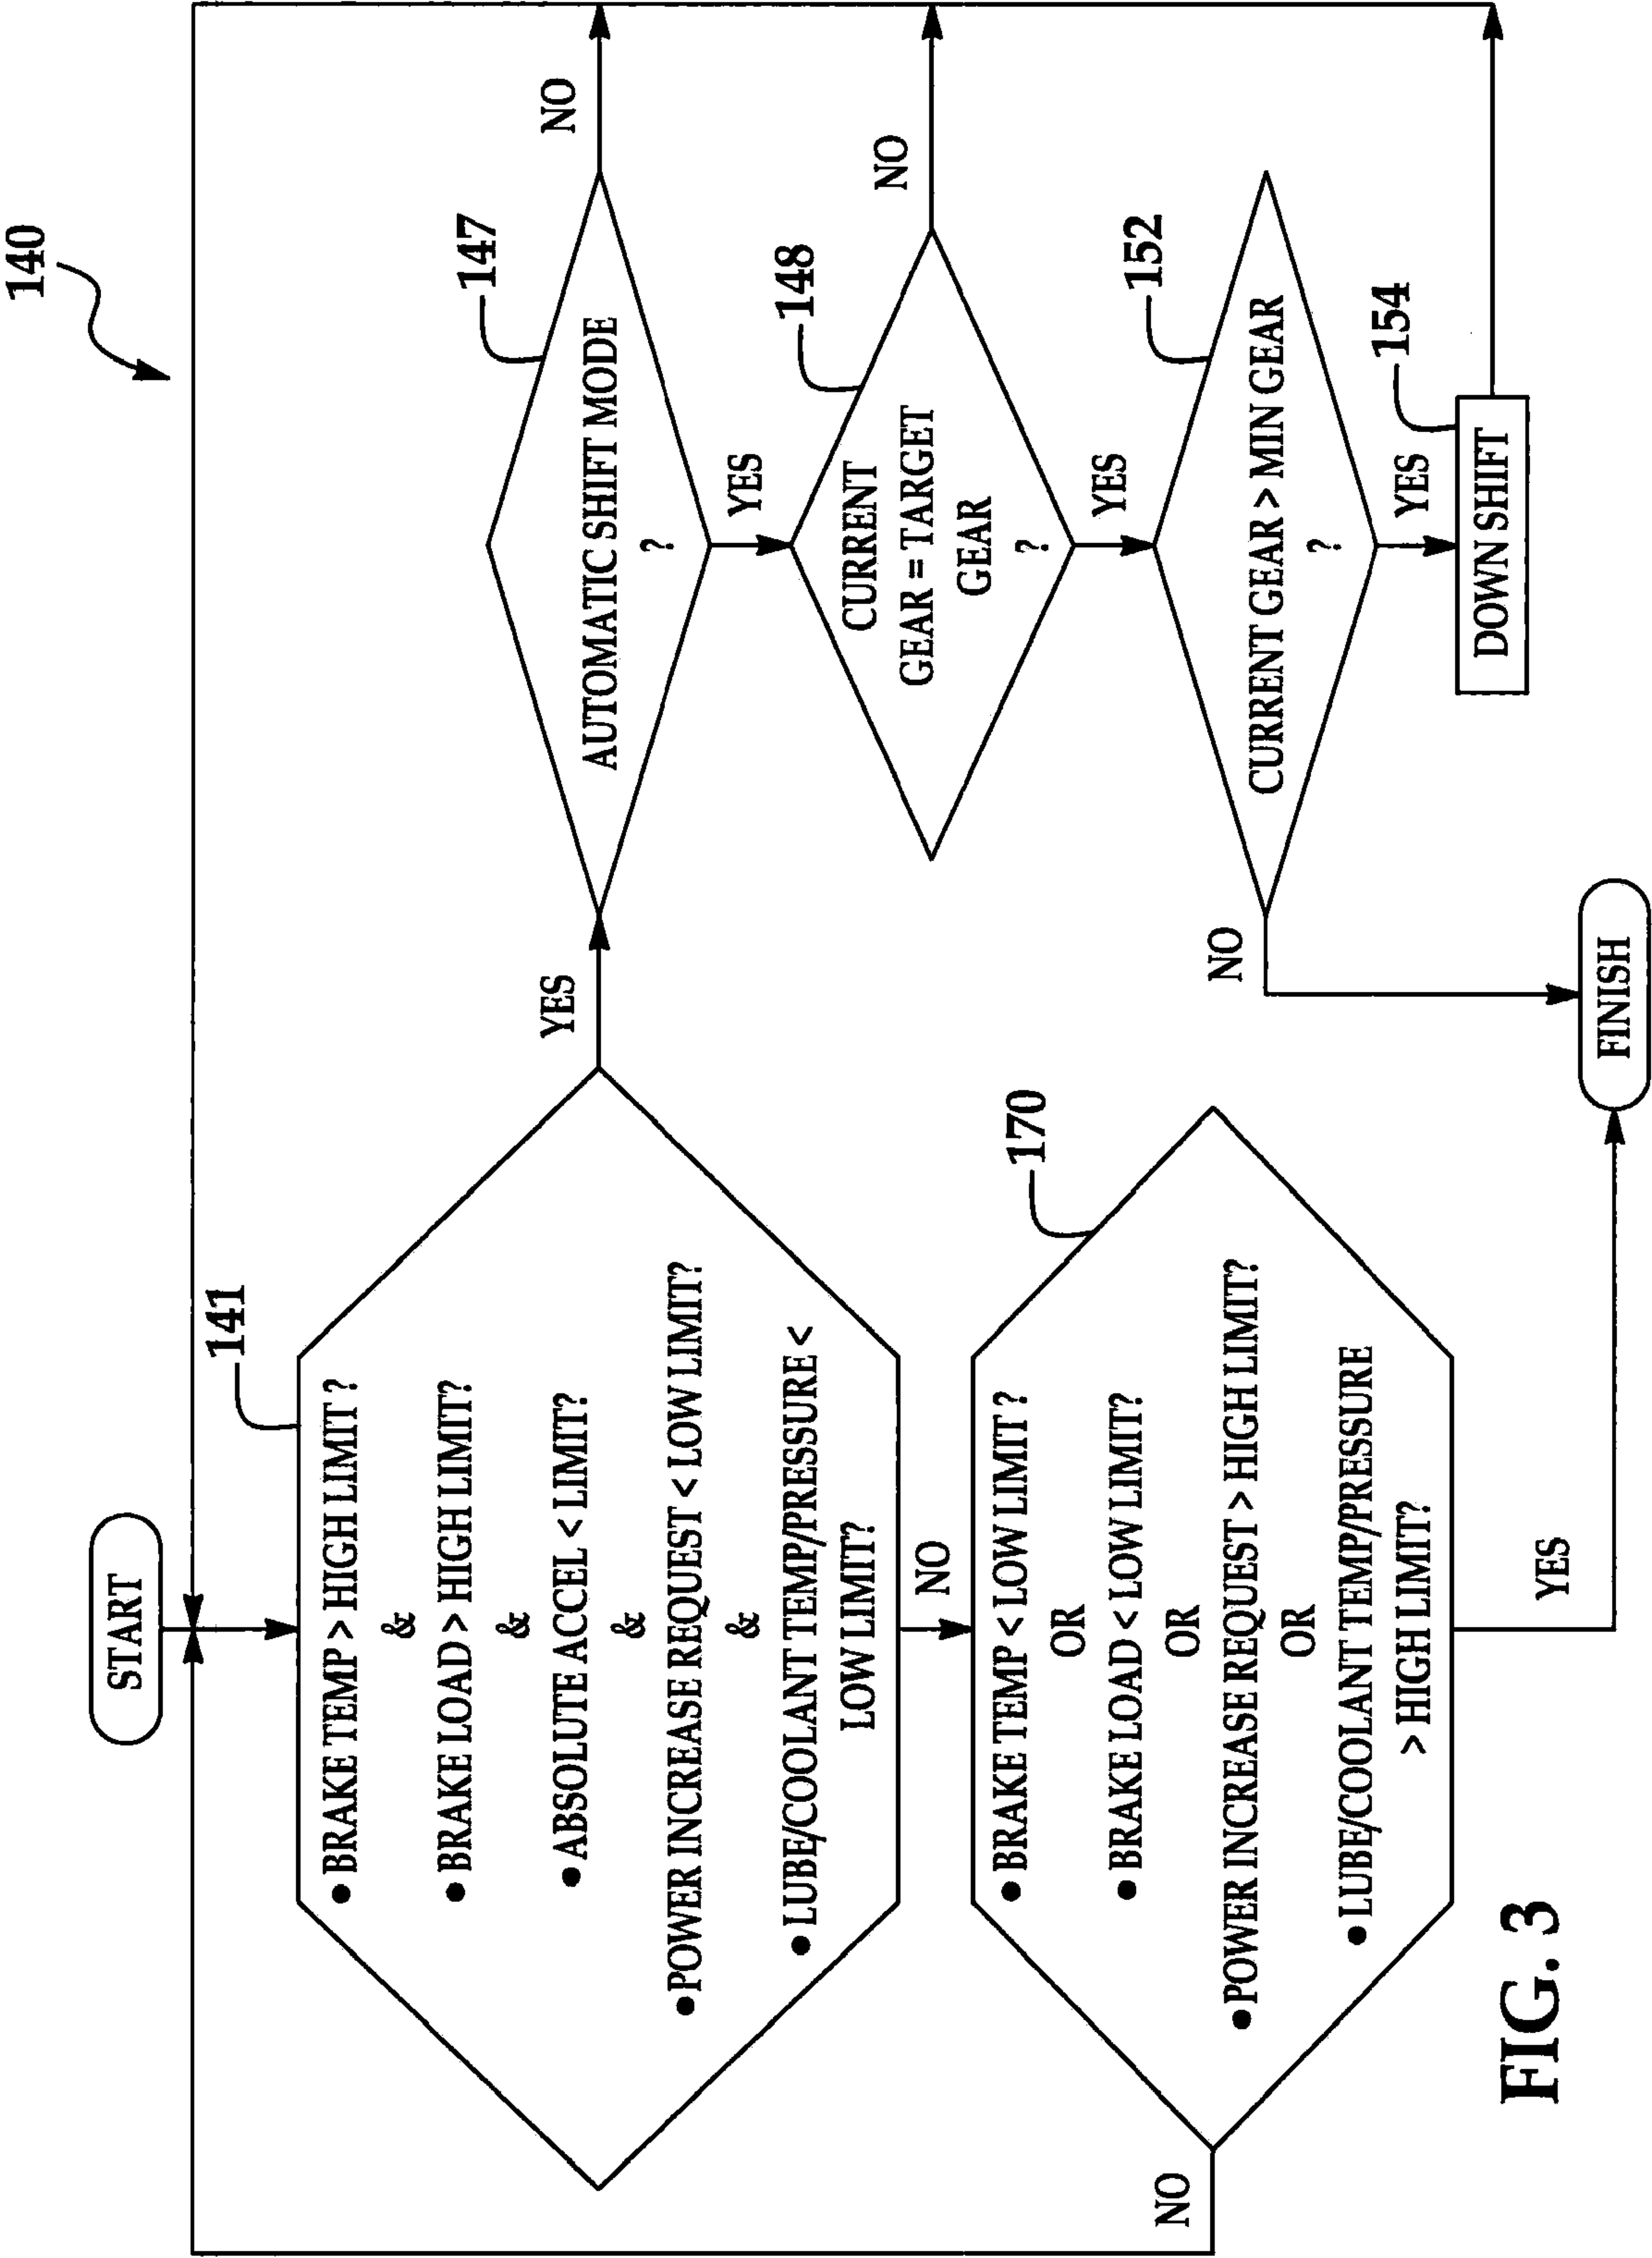 140
START
141
• BRAKE TEMP > HIGH LIMIT ?
&
• BRAKE LOAD > HIGH LIMIT?
&
• ABSOLUTE ACCEL < LIMIT?
&
• POWER INCREASE REQUEST < LOW LIMIT?
&
• LUBE/COOLANT TEMP/PRESSURE <
LOW LIMIT?
YES
NO
147
AUTOMATIC SHIFT MODE
?
NO
YES
148
CURRENT
GEAR = TARGET
GEAR
?
NO
YES
152
CURRENT GEAR > MIN GEAR
?
NO
YES
154
DOWN SHIFT
170
• BRAKE TEMP < LOW LIMIT ?
OR
• BRAKE LOAD < LOW LIMIT?
OR
• POWER INCREASE REQUEST > HIGH LIMIT?
OR
• LUBE/COOLANT TEMP/PRESSURE
> HIGH LIMIT?
NO
YES
FINISH
FIG. 3